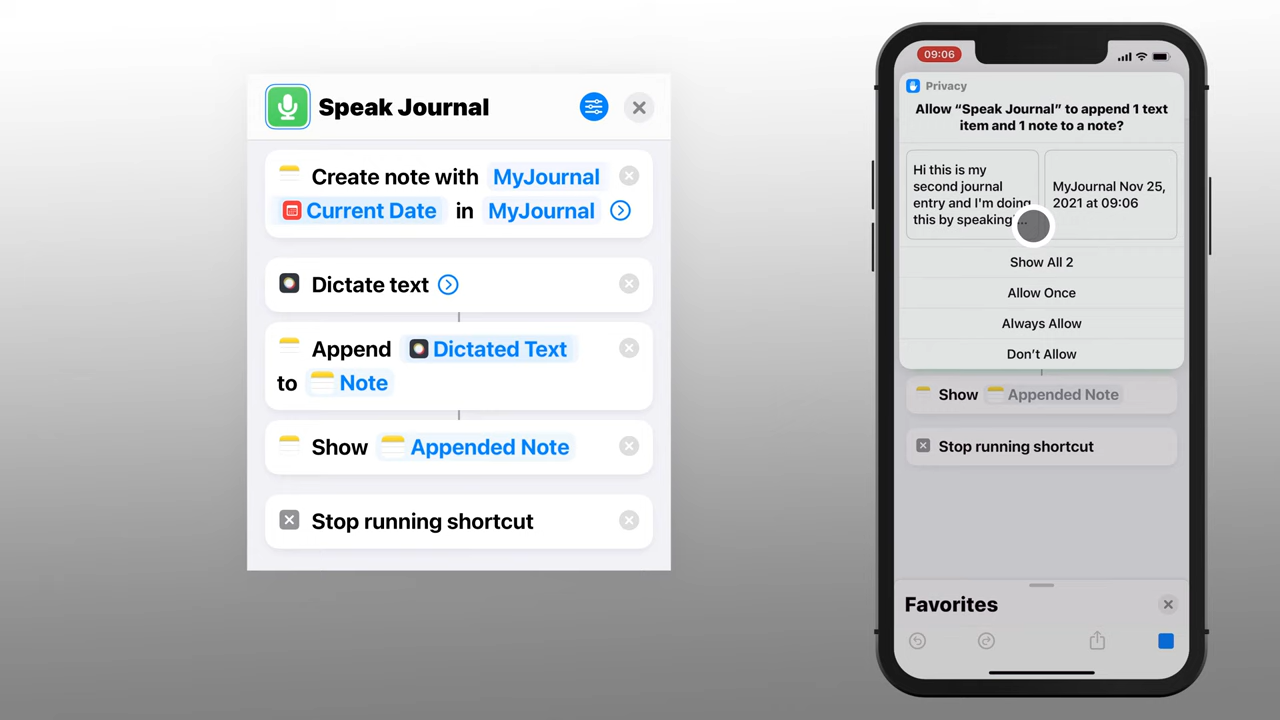 Speak Journal
Create note with MyJournal
Current Date in MyJournal
Dictate text
Append Dictated Text
to Note
Show Appended Note
Stop running shortcut
09:06
Privacy
Allow “Speak Journal” to append 1 text
item and 1 note to a note?
Hi this is my
second journal
entry and I'm doing
this by speaking...
MyJournal Nov 25,
2021 at 09:06
Show All 2
Allow Once
Always Allow
Don’t Allow
Show Appended Note
Stop running shortcut
Favorites